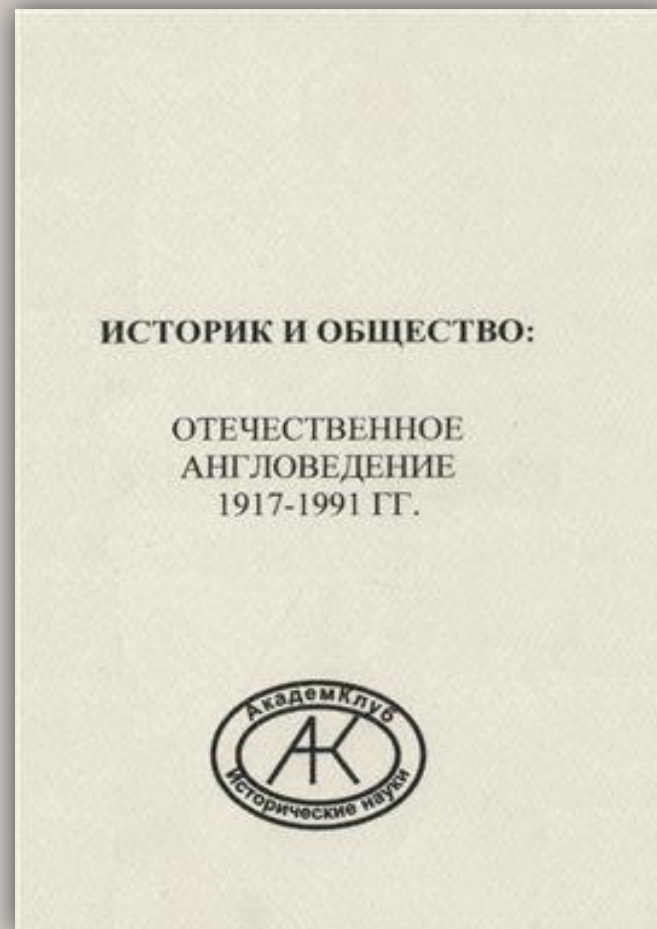 ИСТОРИК И ОБЩЕСТВО:
ОТЕЧЕСТВЕННОЕ
АНГЛОВЕДЕНИЕ
1917-1991 ГГ.
АкадемКлуб
АК
Исторические науки